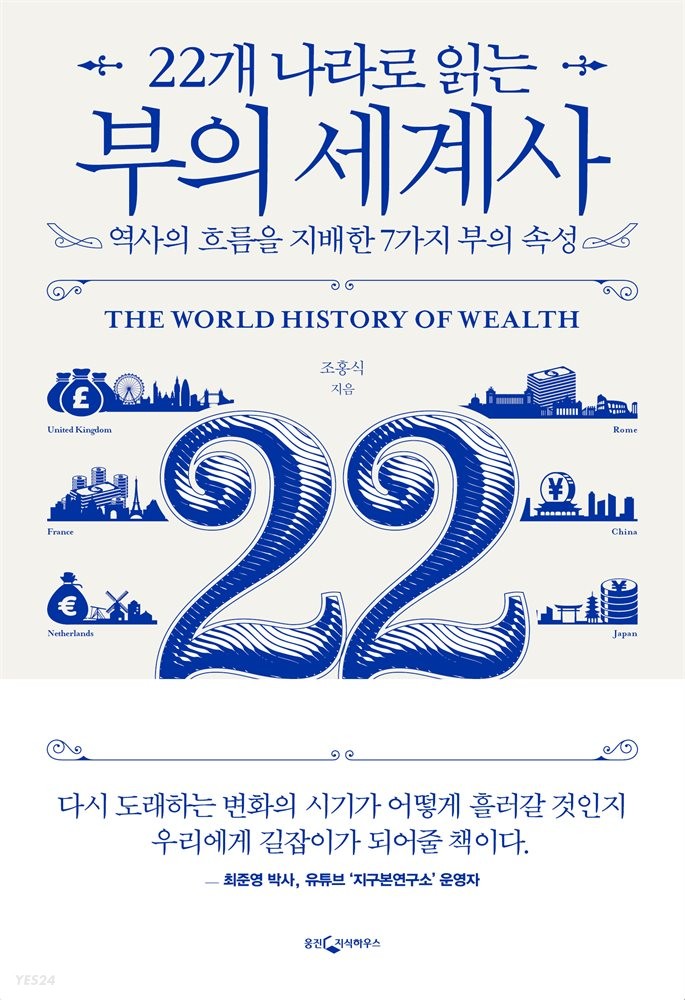 22개 나라로 읽는
부의 세계사
역사의 흐름을 지배한 7가지 부의 속성
THE WORLD HISTORY OF WEALTH
조홍식
지음
£
United Kingdom
Rome
22
France
¥
China
€
Netherlands
¥
Japan
다시 도래하는 변화의 시기가 어떻게 흘러갈 것인지
우리에게 길잡이가 되어줄 책이다.
— 최준영 박사, 유튜브 ‘지구본연구소’ 운영자
웅진 지식하우스
YES24